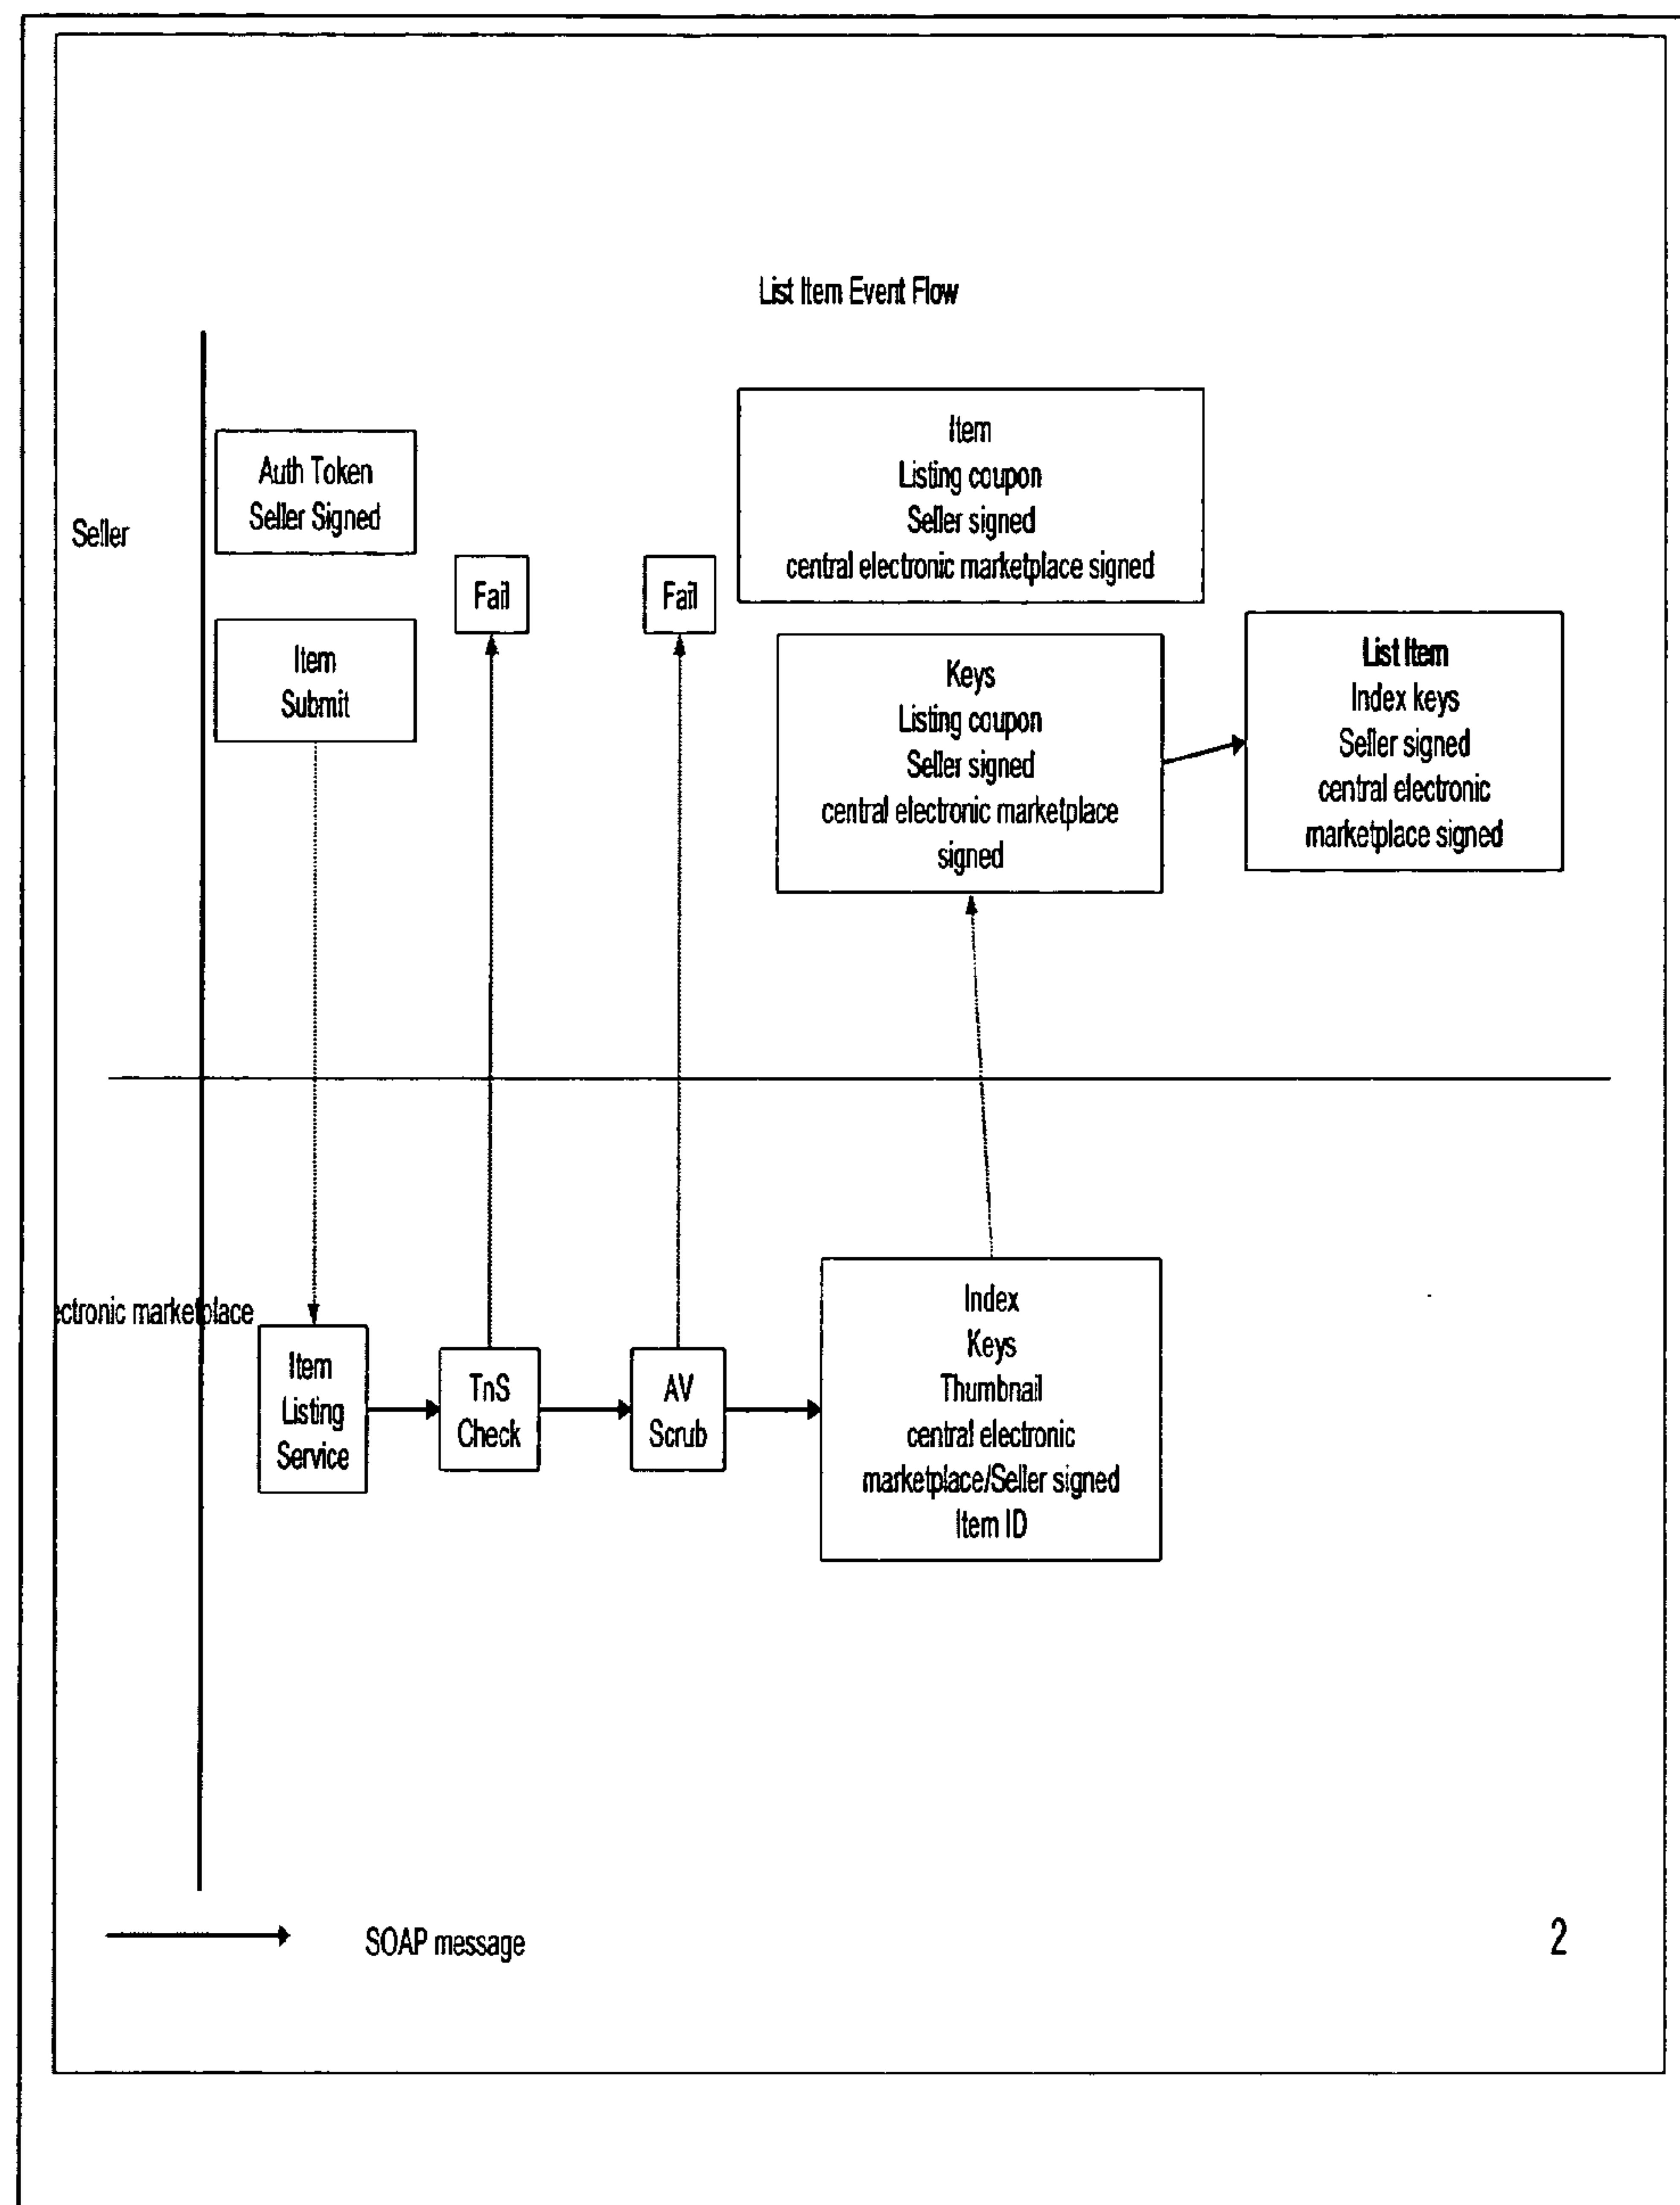 List Item Event Flow
Seller
Auth Token
Seller Signed
Item
Submit
Fail
Fail
Item
Listing coupon
Seller signed
central electronic marketplace signed
Keys
Listing coupon
Seller signed
central electronic marketplace
signed
List Item
Index keys
Seller signed
central electronic
marketplace signed
ectronic marketplace
Item
Listing
Service
TnS
Check
AV
Scrub
Index
Keys
Thumbnail
central electronic
marketplace/Seller signed
Item ID
SOAP message
2